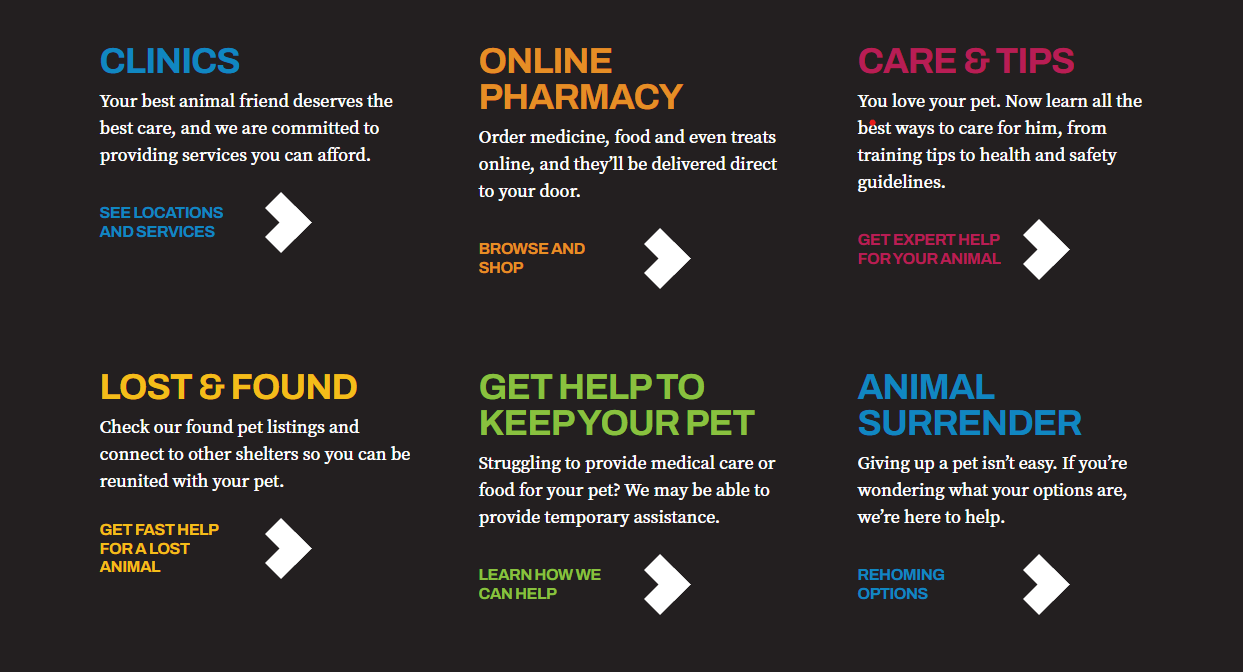 CLINICS
Your best animal friend deserves the
best care, and we are committed to
providing services you can afford.
SEE LOCATIONS
AND SERVICES
ONLINE
PHARMACY
Order medicine, food and even treats
online, and they’ll be delivered direct
to your door.
BROWSE AND
SHOP
CARE & TIPS
You love your pet. Now learn all the
best ways to care for him, from
training tips to health and safety
guidelines.
GET EXPERT HELP
FOR YOUR ANIMAL
LOST & FOUND
Check our found pet listings and
connect to other shelters so you can be
reunited with your pet.
GET FAST HELP
FOR A LOST
ANIMAL
GET HELP TO
KEEP YOUR PET
Struggling to provide medical care or
food for your pet? We may be able to
provide temporary assistance.
LEARN HOW WE
CAN HELP
ANIMAL
SURRENDER
Giving up a pet isn’t easy. If you’re
wondering what your options are,
we’re here to help.
REHOMING
OPTIONS